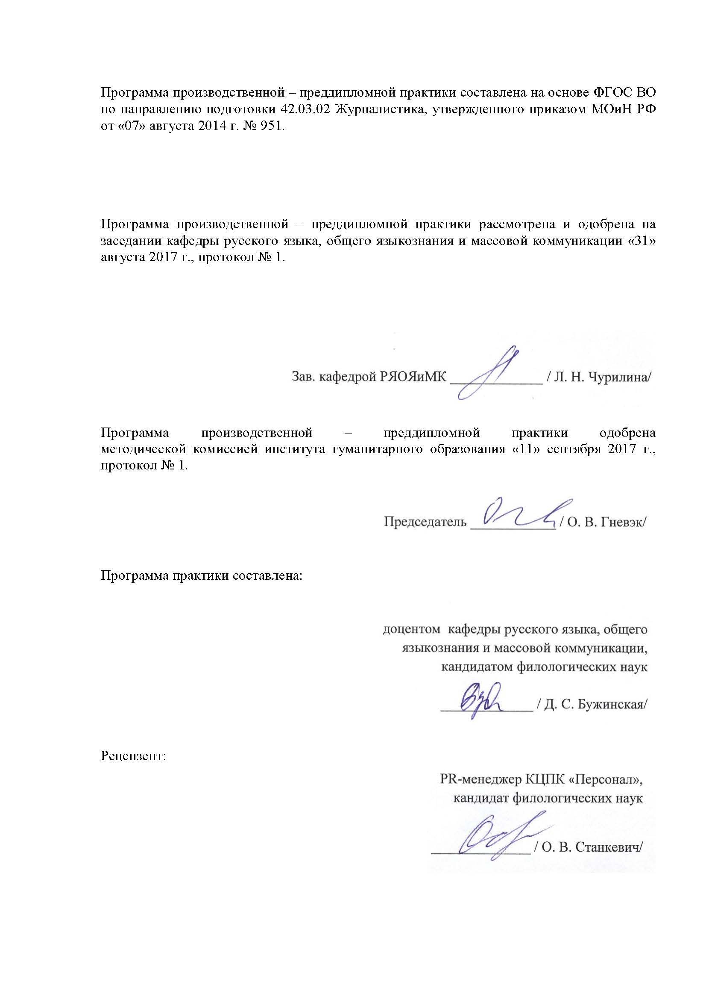 Программа производственной – преддипломной практики составлена на основе ФГОС ВО
по направлению подготовки 42.03.02 Журналистика, утвержденного приказом МОиН РФ
от «07» августа 2014 г. № 951.
Программа производственной – преддипломной практики рассмотрена и одобрена на
заседании кафедры русского языка, общего языкознания и массовой коммуникации «31»
августа 2017 г., протокол № 1.
Зав. кафедрой РЯОЯиМК _____________ / Л. Н. Чурилина/
Программа производственной – преддипломной практики одобрена
методической комиссией института гуманитарного образования «11» сентября 2017 г.,
протокол № 1.
Председатель ____________ / О. В. Гневэк/
Программа практики составлена:
доцентом кафедры русского языка, общего
языкознания и массовой коммуникации,
кандидатом филологических наук
_____________ / Д. С. Бужинская/
Рецензент:
PR-менеджер КЦПК «Персонал»,
кандидат филологических наук
______________ / О. В. Станкевич/